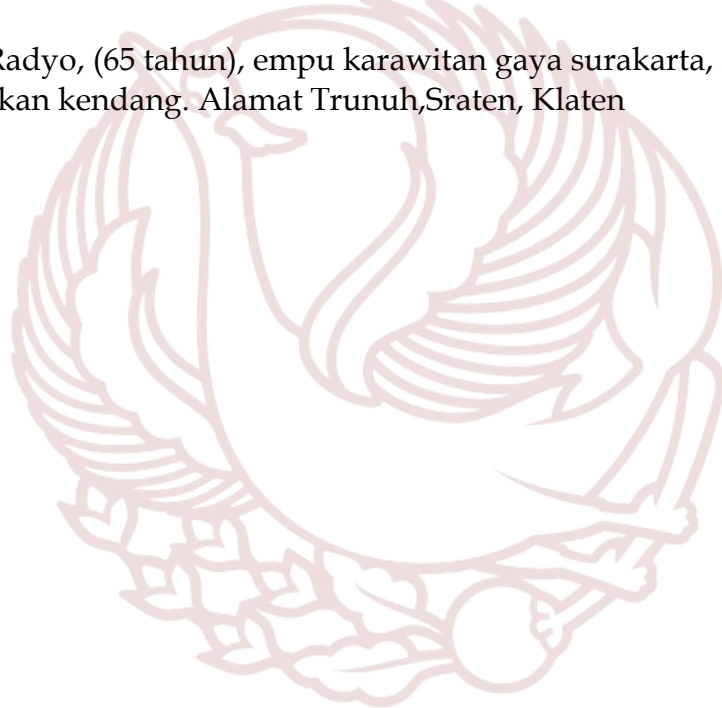 Radyo, (65 tahun), empu karawitan gaya surakarta,
kan kendang. Alamat Trunuh,Sraten, Klaten